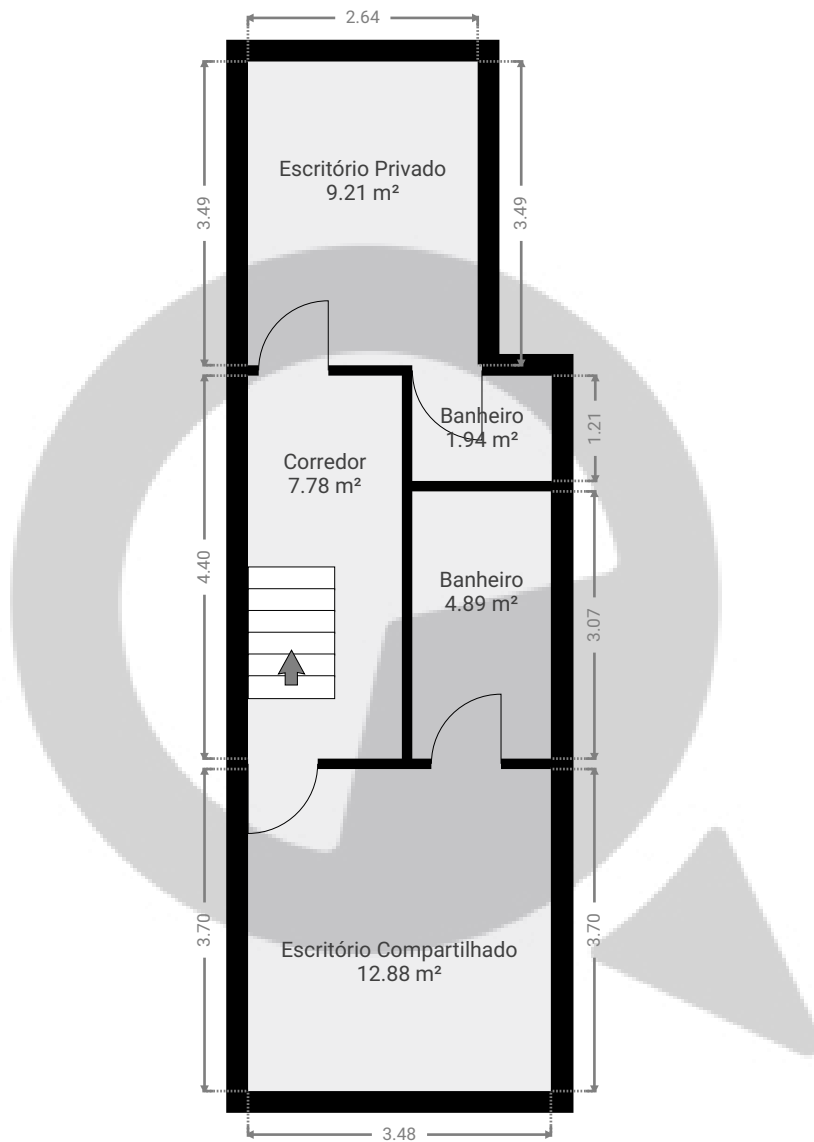 2.64
3.49
3.49
Escritório Privado
9.21 m²
Banheiro
1.94 m²
1.21
Corredor
7.78 m²
4.40
Banheiro
4.89 m²
3.07
3.70
3.70
Escritório Compartilhado
12.88 m²
3.48